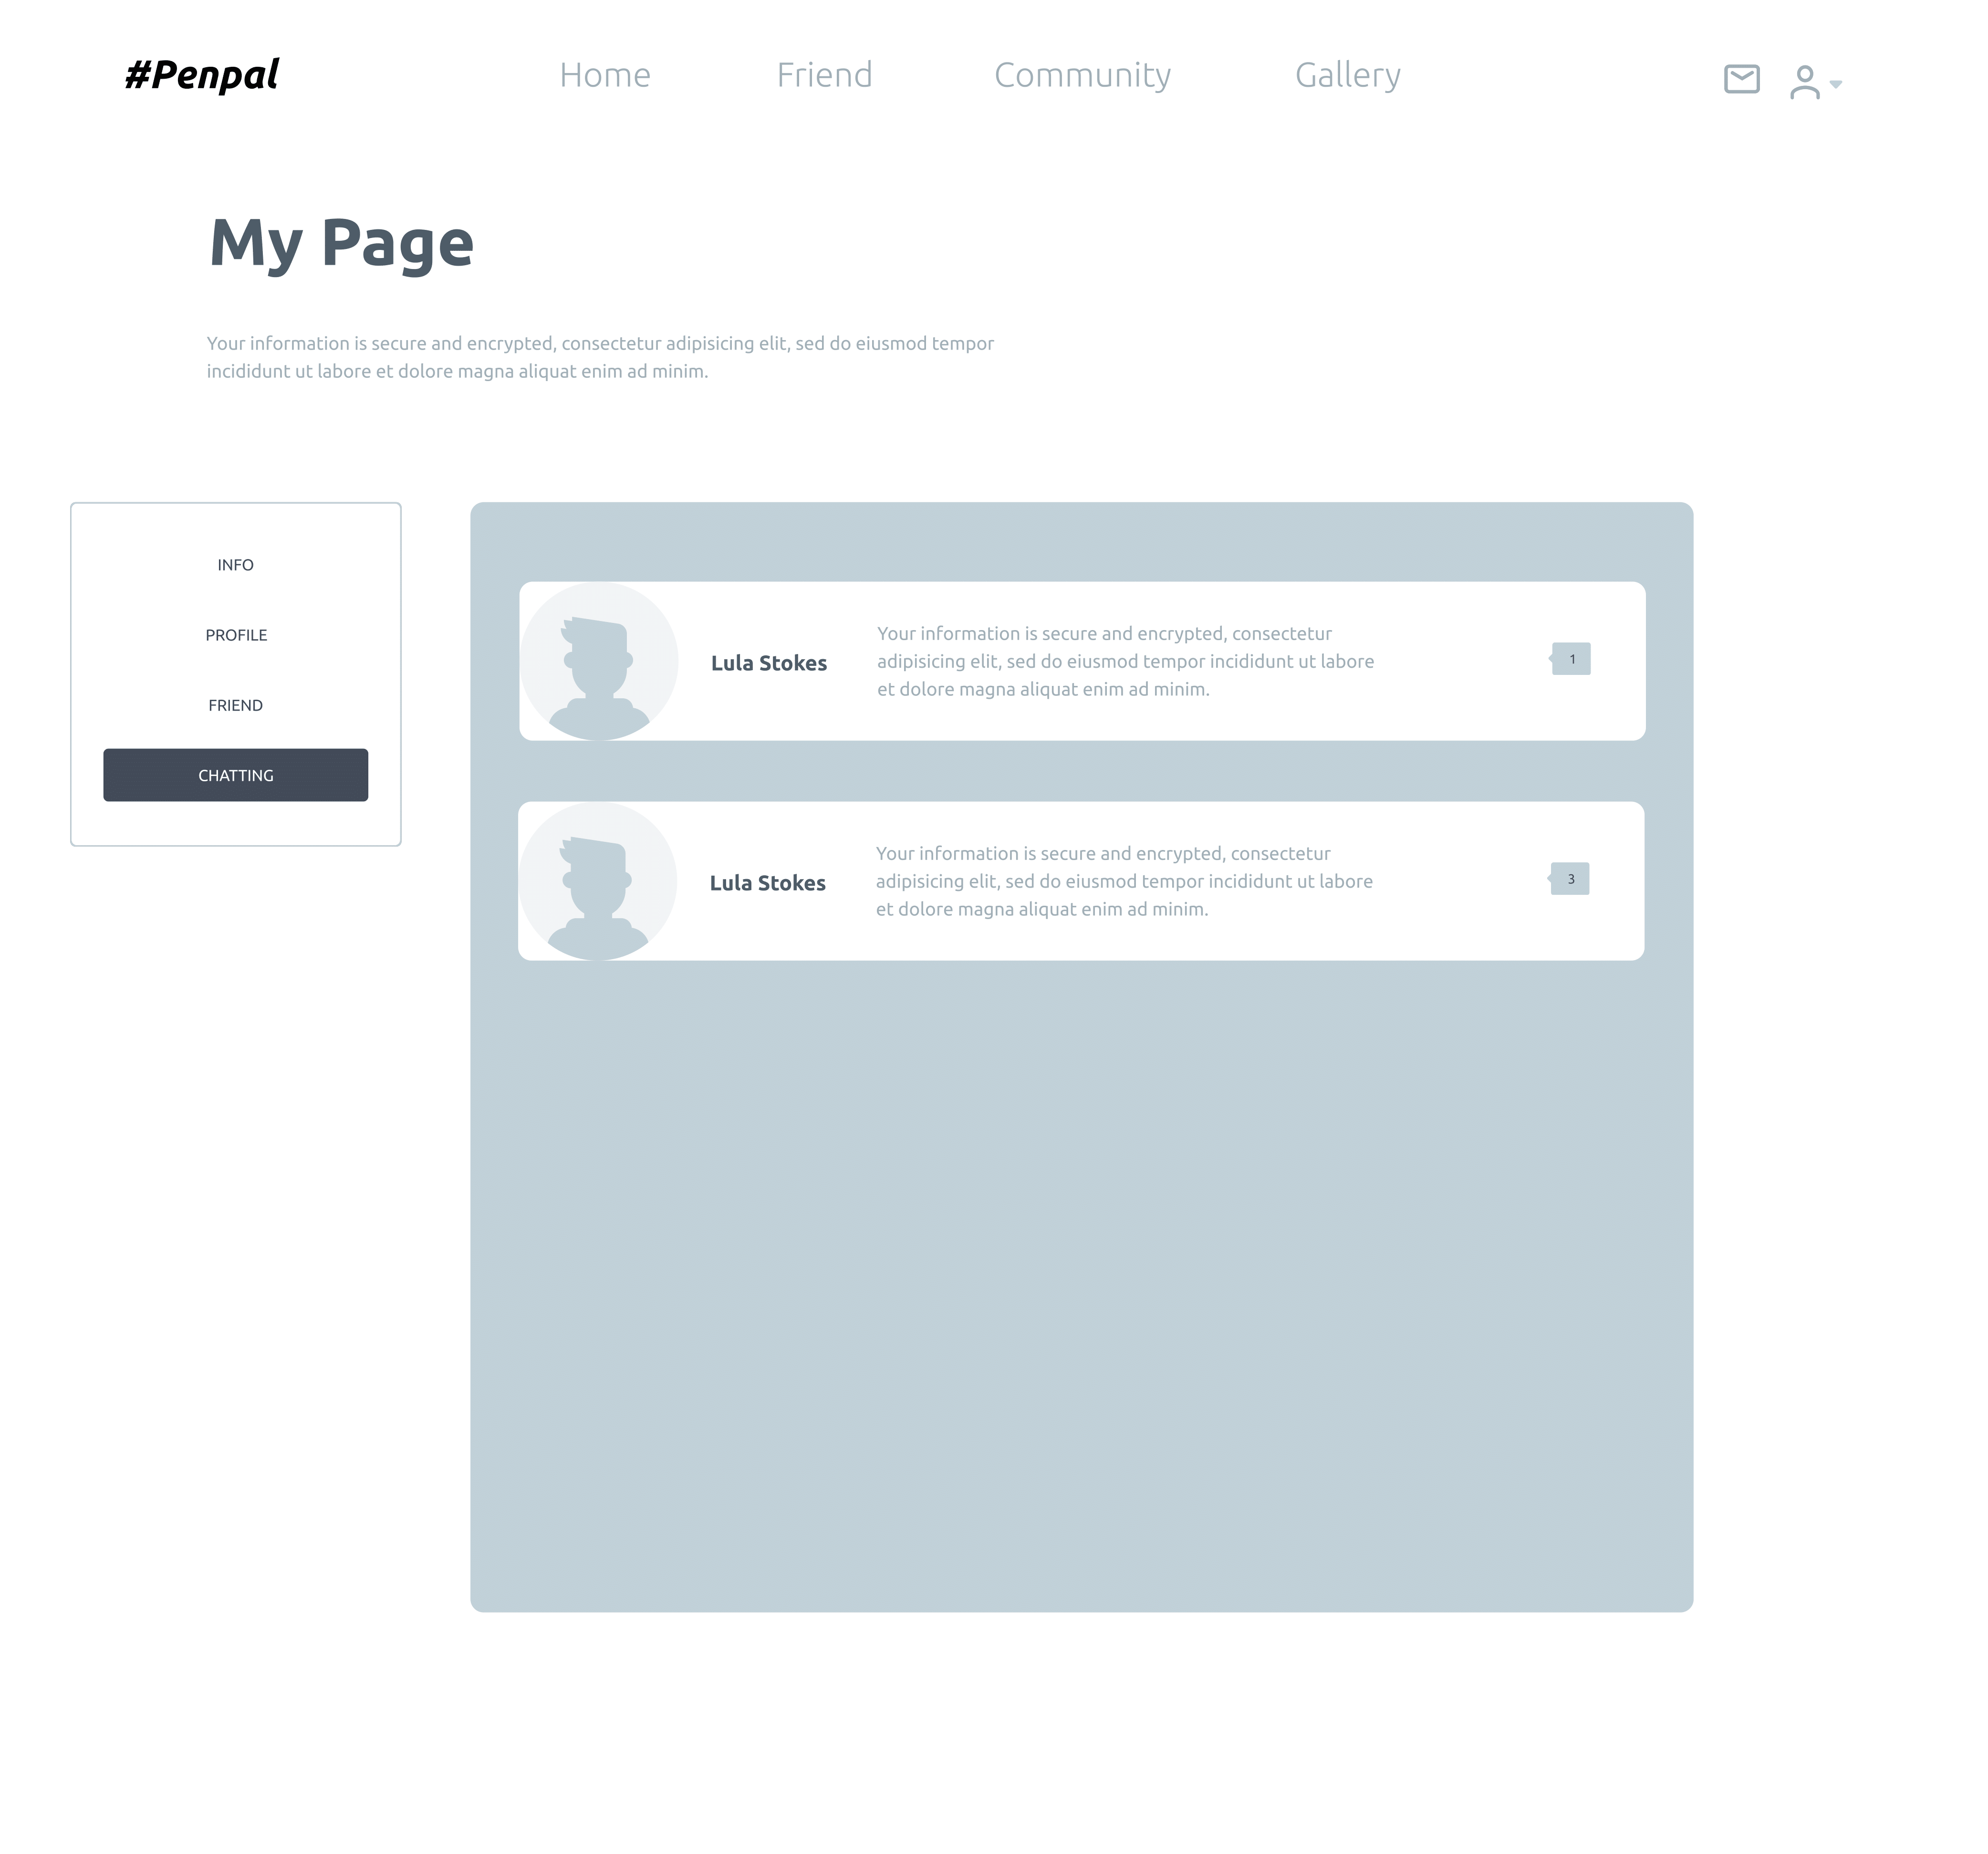 #Penpal
Home
Friend
Community
Gallery
My Page
Your information is secure and encrypted, consectetur adipisicing elit, sed do eiusmod tempor
incididunt ut labore et dolore magna aliquat enim ad minim.
INFO
PROFILE
FRIEND
CHATTING
Lula Stokes
Your information is secure and encrypted, consectetur
adipisicing elit, sed do eiusmod tempor incididunt ut labore
et dolore magna aliquat enim ad minim.
1
Lula Stokes
Your information is secure and encrypted, consectetur
adipisicing elit, sed do eiusmod tempor incididunt ut labore
et dolore magna aliquat enim ad minim.
3